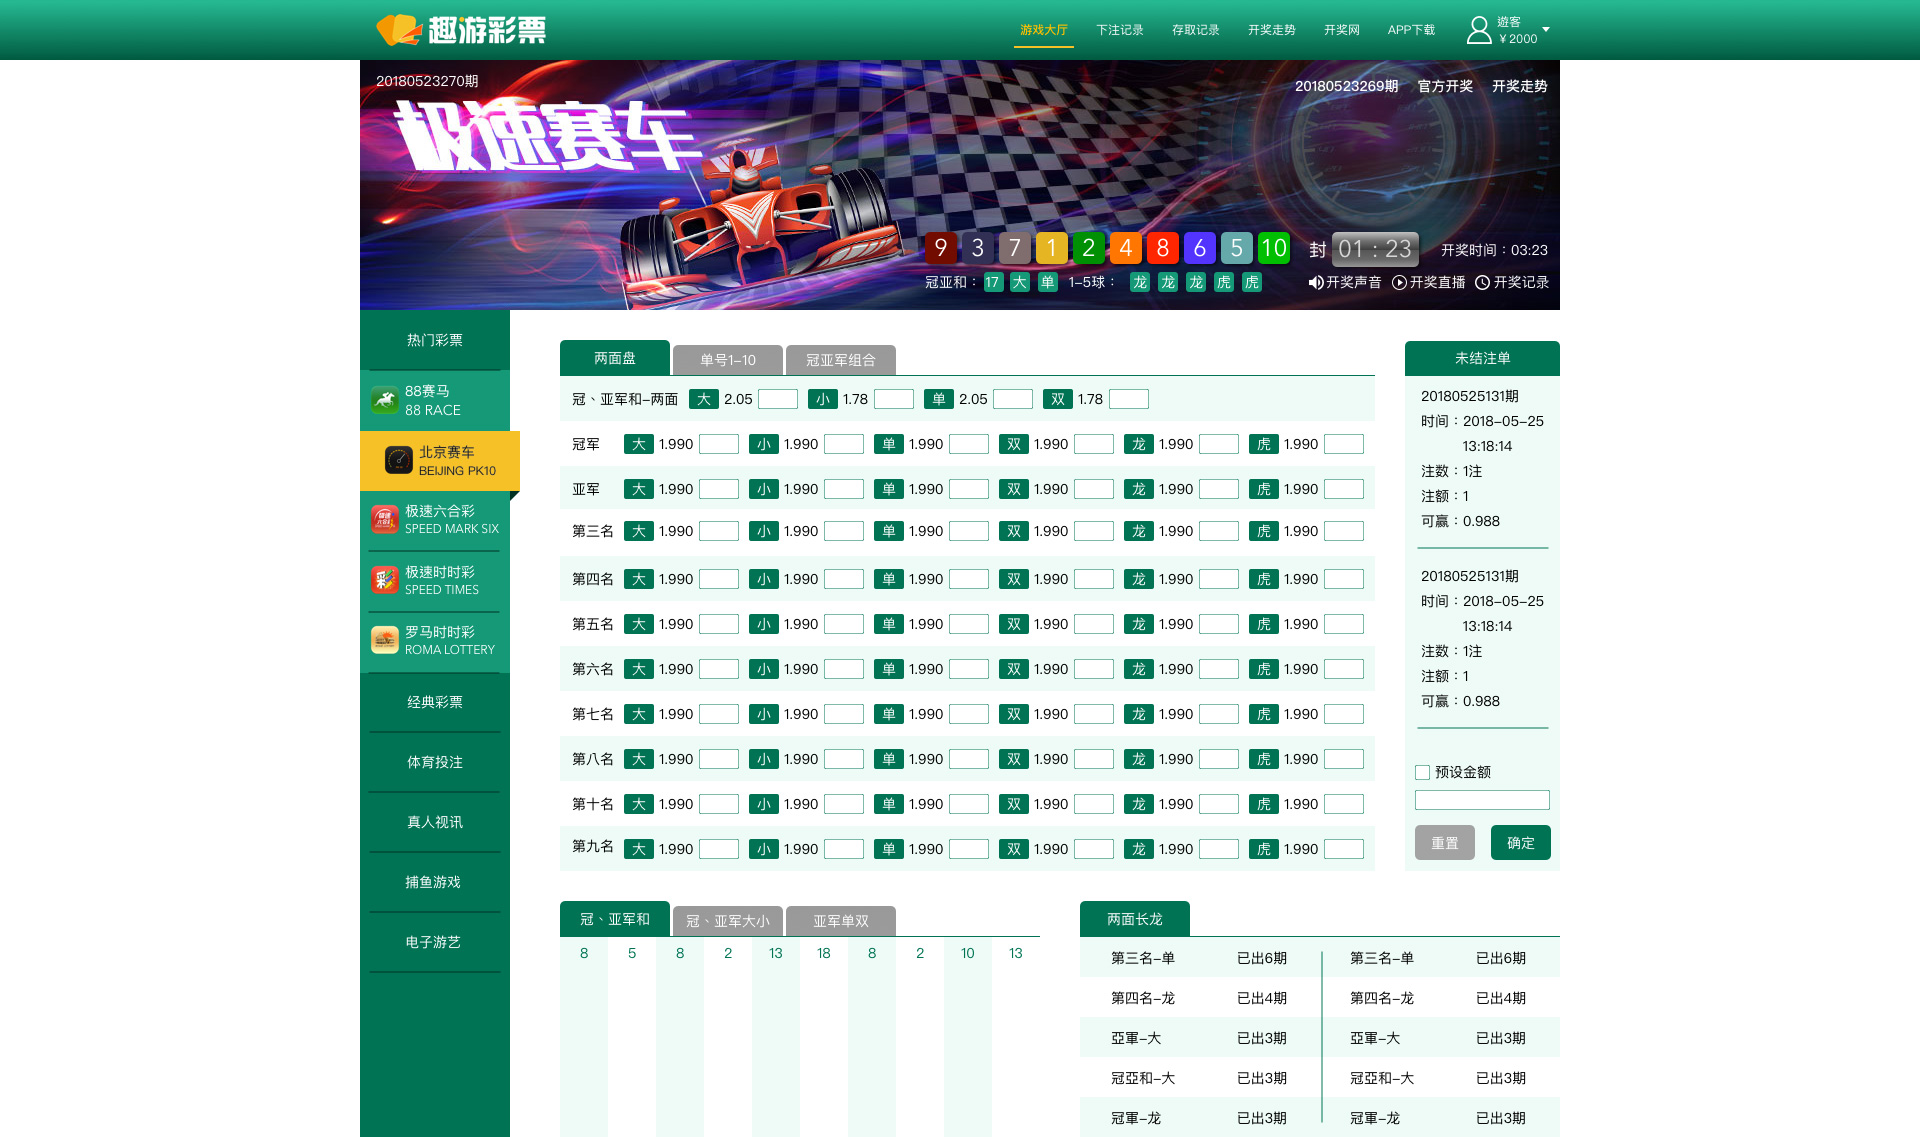 趣游彩票
游戏大厅 下注记录 存取记录 开奖走势 开奖网 APP下载
遊客
¥2000
20180523270期
20180523269期 官方开奖 开奖走势
极速赛车
9 3 7 1 2 4 8 6 5 10 封 01:23 开奖时间：03:23
冠亚和： 17 大 单 1-5球： 龙 龙 龙 虎 虎 开奖声音 开奖直播 开奖记录
热门彩票
88赛马
88 RACE
北京赛车
BEIJING PK10
极速六合彩
SPEED MARK SIX
极速时时彩
SPEED TIMES
罗马时时彩
ROMA LOTTERY
经典彩票
体育投注
真人视讯
捕鱼游戏
电子游艺
两面盘 单号1-10 冠亚军组合
冠、亚军和-两面 大 2.05 小 1.78 单 2.05 双 1.78
冠军 大 1.990 小 1.990 单 1.990 双 1.990 龙 1.990 虎 1.990
亚军 大 1.990 小 1.990 单 1.990 双 1.990 龙 1.990 虎 1.990
第三名 大 1.990 小 1.990 单 1.990 双 1.990 龙 1.990 虎 1.990
第四名 大 1.990 小 1.990 单 1.990 双 1.990 龙 1.990 虎 1.990
第五名 大 1.990 小 1.990 单 1.990 双 1.990 龙 1.990 虎 1.990
第六名 大 1.990 小 1.990 单 1.990 双 1.990 龙 1.990 虎 1.990
第七名 大 1.990 小 1.990 单 1.990 双 1.990 龙 1.990 虎 1.990
第八名 大 1.990 小 1.990 单 1.990 双 1.990 龙 1.990 虎 1.990
第十名 大 1.990 小 1.990 单 1.990 双 1.990 龙 1.990 虎 1.990
第九名 大 1.990 小 1.990 单 1.990 双 1.990 龙 1.990 虎 1.990
未结注单
20180525131期
时间：2018-05-25
13:18:14
注数：1注
注额：1
可赢：0.988
20180525131期
时间：2018-05-25
13:18:14
注数：1注
注额：1
可赢：0.988
预设金额
重置 确定
冠、亚军和 冠、亚军大小 亚军单双
8 5 8 2 13 18 8 2 10 13
两面长龙
第三名-单 已出6期 第三名-单 已出6期
第四名-龙 已出4期 第四名-龙 已出4期
亞軍-大 已出3期 亞軍-大 已出3期
冠亞和-大 已出3期 冠亞和-大 已出3期
冠軍-龙 已出3期 冠軍-龙 已出3期